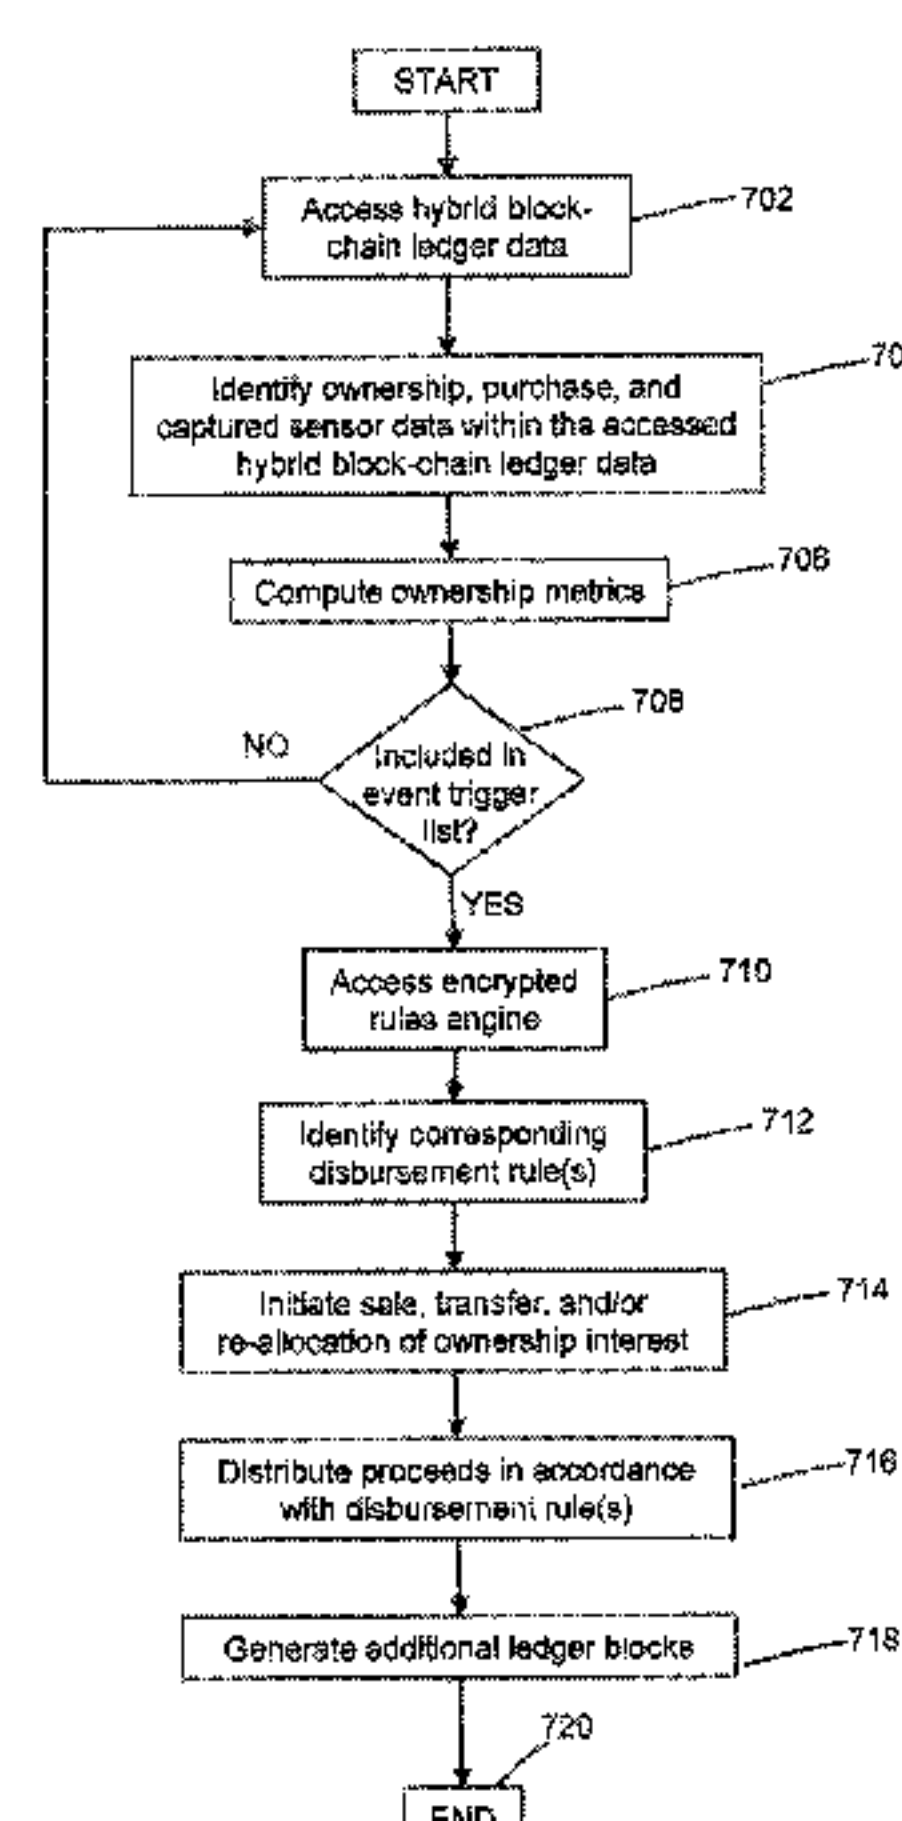 START
Access hybrid block-
chain ledger data
702
Identify ownership, purchase, and
captured sensor data within the accessed
hybrid block-chain ledger data
70
Compute ownership metrics
706
708
Included in
event trigger
list?
NO
YES
Access encrypted
rules engine
710
Identify corresponding
disbursement rule(s)
712
Initiate sale, transfer, and/or
re-allocation of ownership interest
714
Distribute proceeds in accordance
with disbursement rule(s)
716
Generate additional ledger blocks
718
720
END